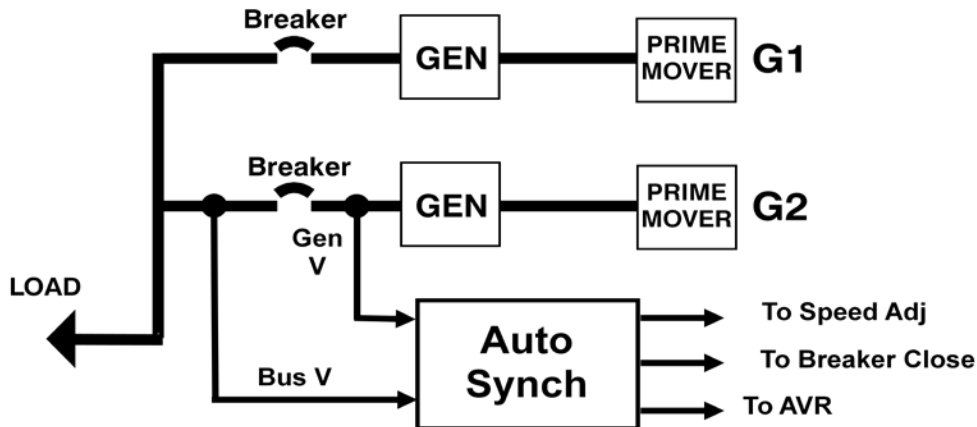 Breaker
GEN
PRIME
MOVER
G1
Breaker
GEN
PRIME
MOVER
G2
Gen
V
LOAD
Auto
Synch
To Speed Adj
To Breaker Close
To AVR
Bus V